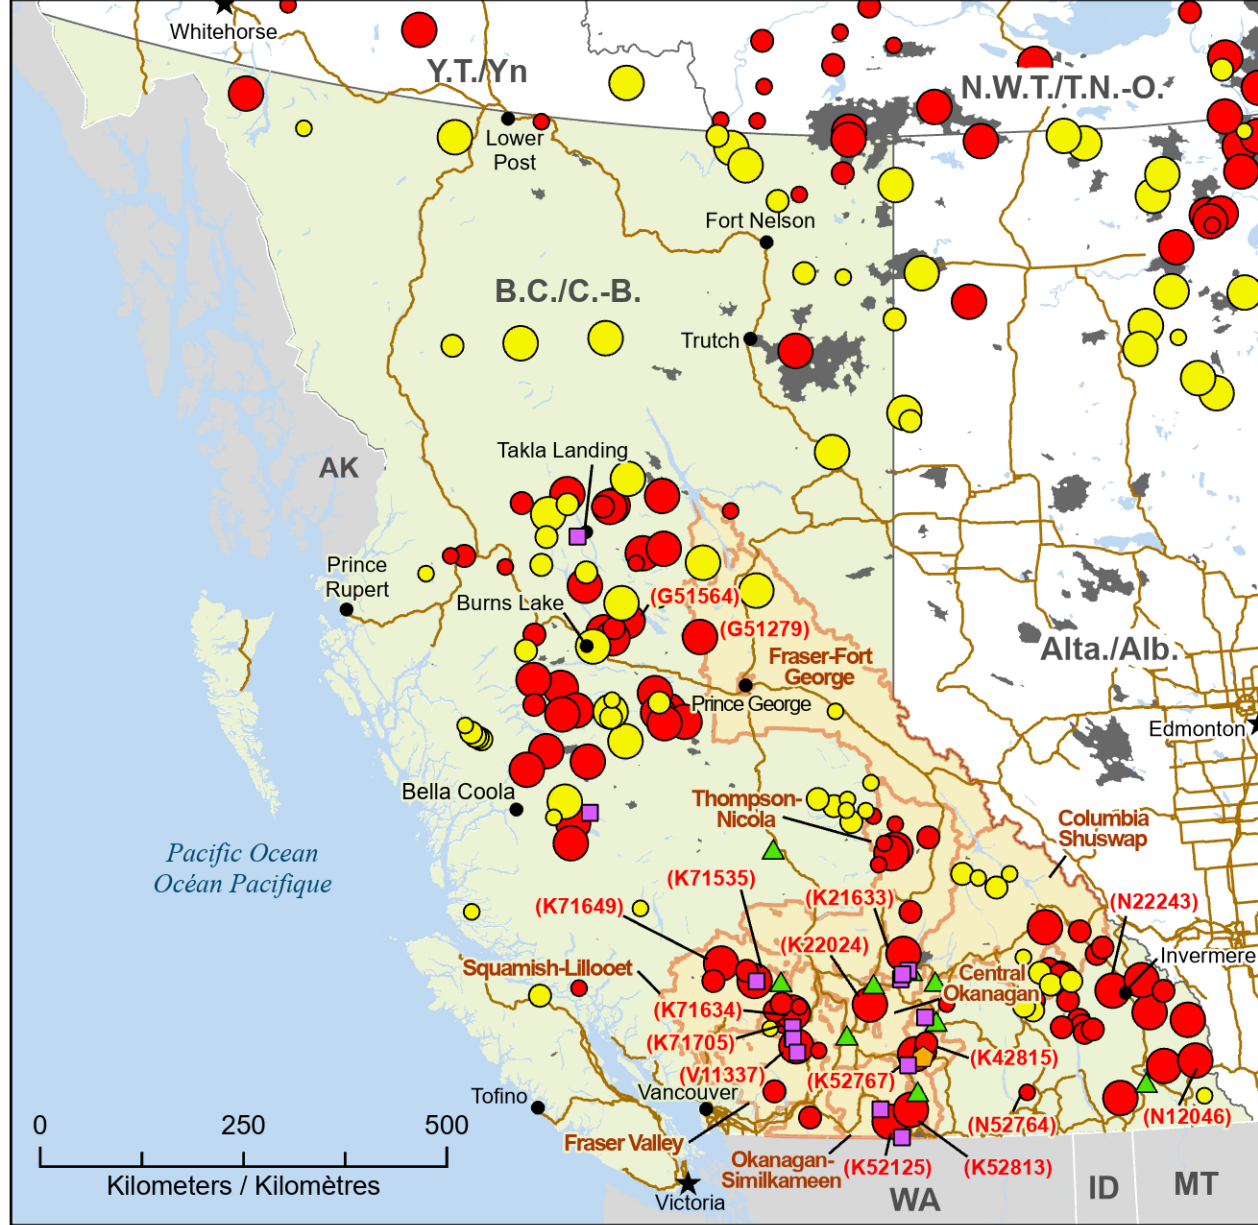 Whitehorse
Y.T./Yn
N.W.T./T.N.-O.
Lower
Post
Fort Nelson
B.C./C.-B.
Trutch
Takla Landing
AK
Prince
Rupert
Burns Lake
(G51564)
(G51279)
Fraser-Fort
George
Alta./Alb.
Prince George
Edmonton
Bella Coola
Thompson-
Nicola
Columbia
Shuswap
Pacific Ocean
Océan Pacifique
(K71535)
(K71649)
(K21633)
(N22243)
(K22024)
Invermere
Squamish-Lillooet
Central
Okanagan
(K71634)
(K71705)
(K42815)
(V11337)
(K52767)
Tofino
Vancouver
(N52764)
(N12046)
0 250 500
Kilometers / Kilomètres
Fraser Valley
Okanagan-
Similkameen
(K52125)
(K52813)
Victoria
WA
ID
MT